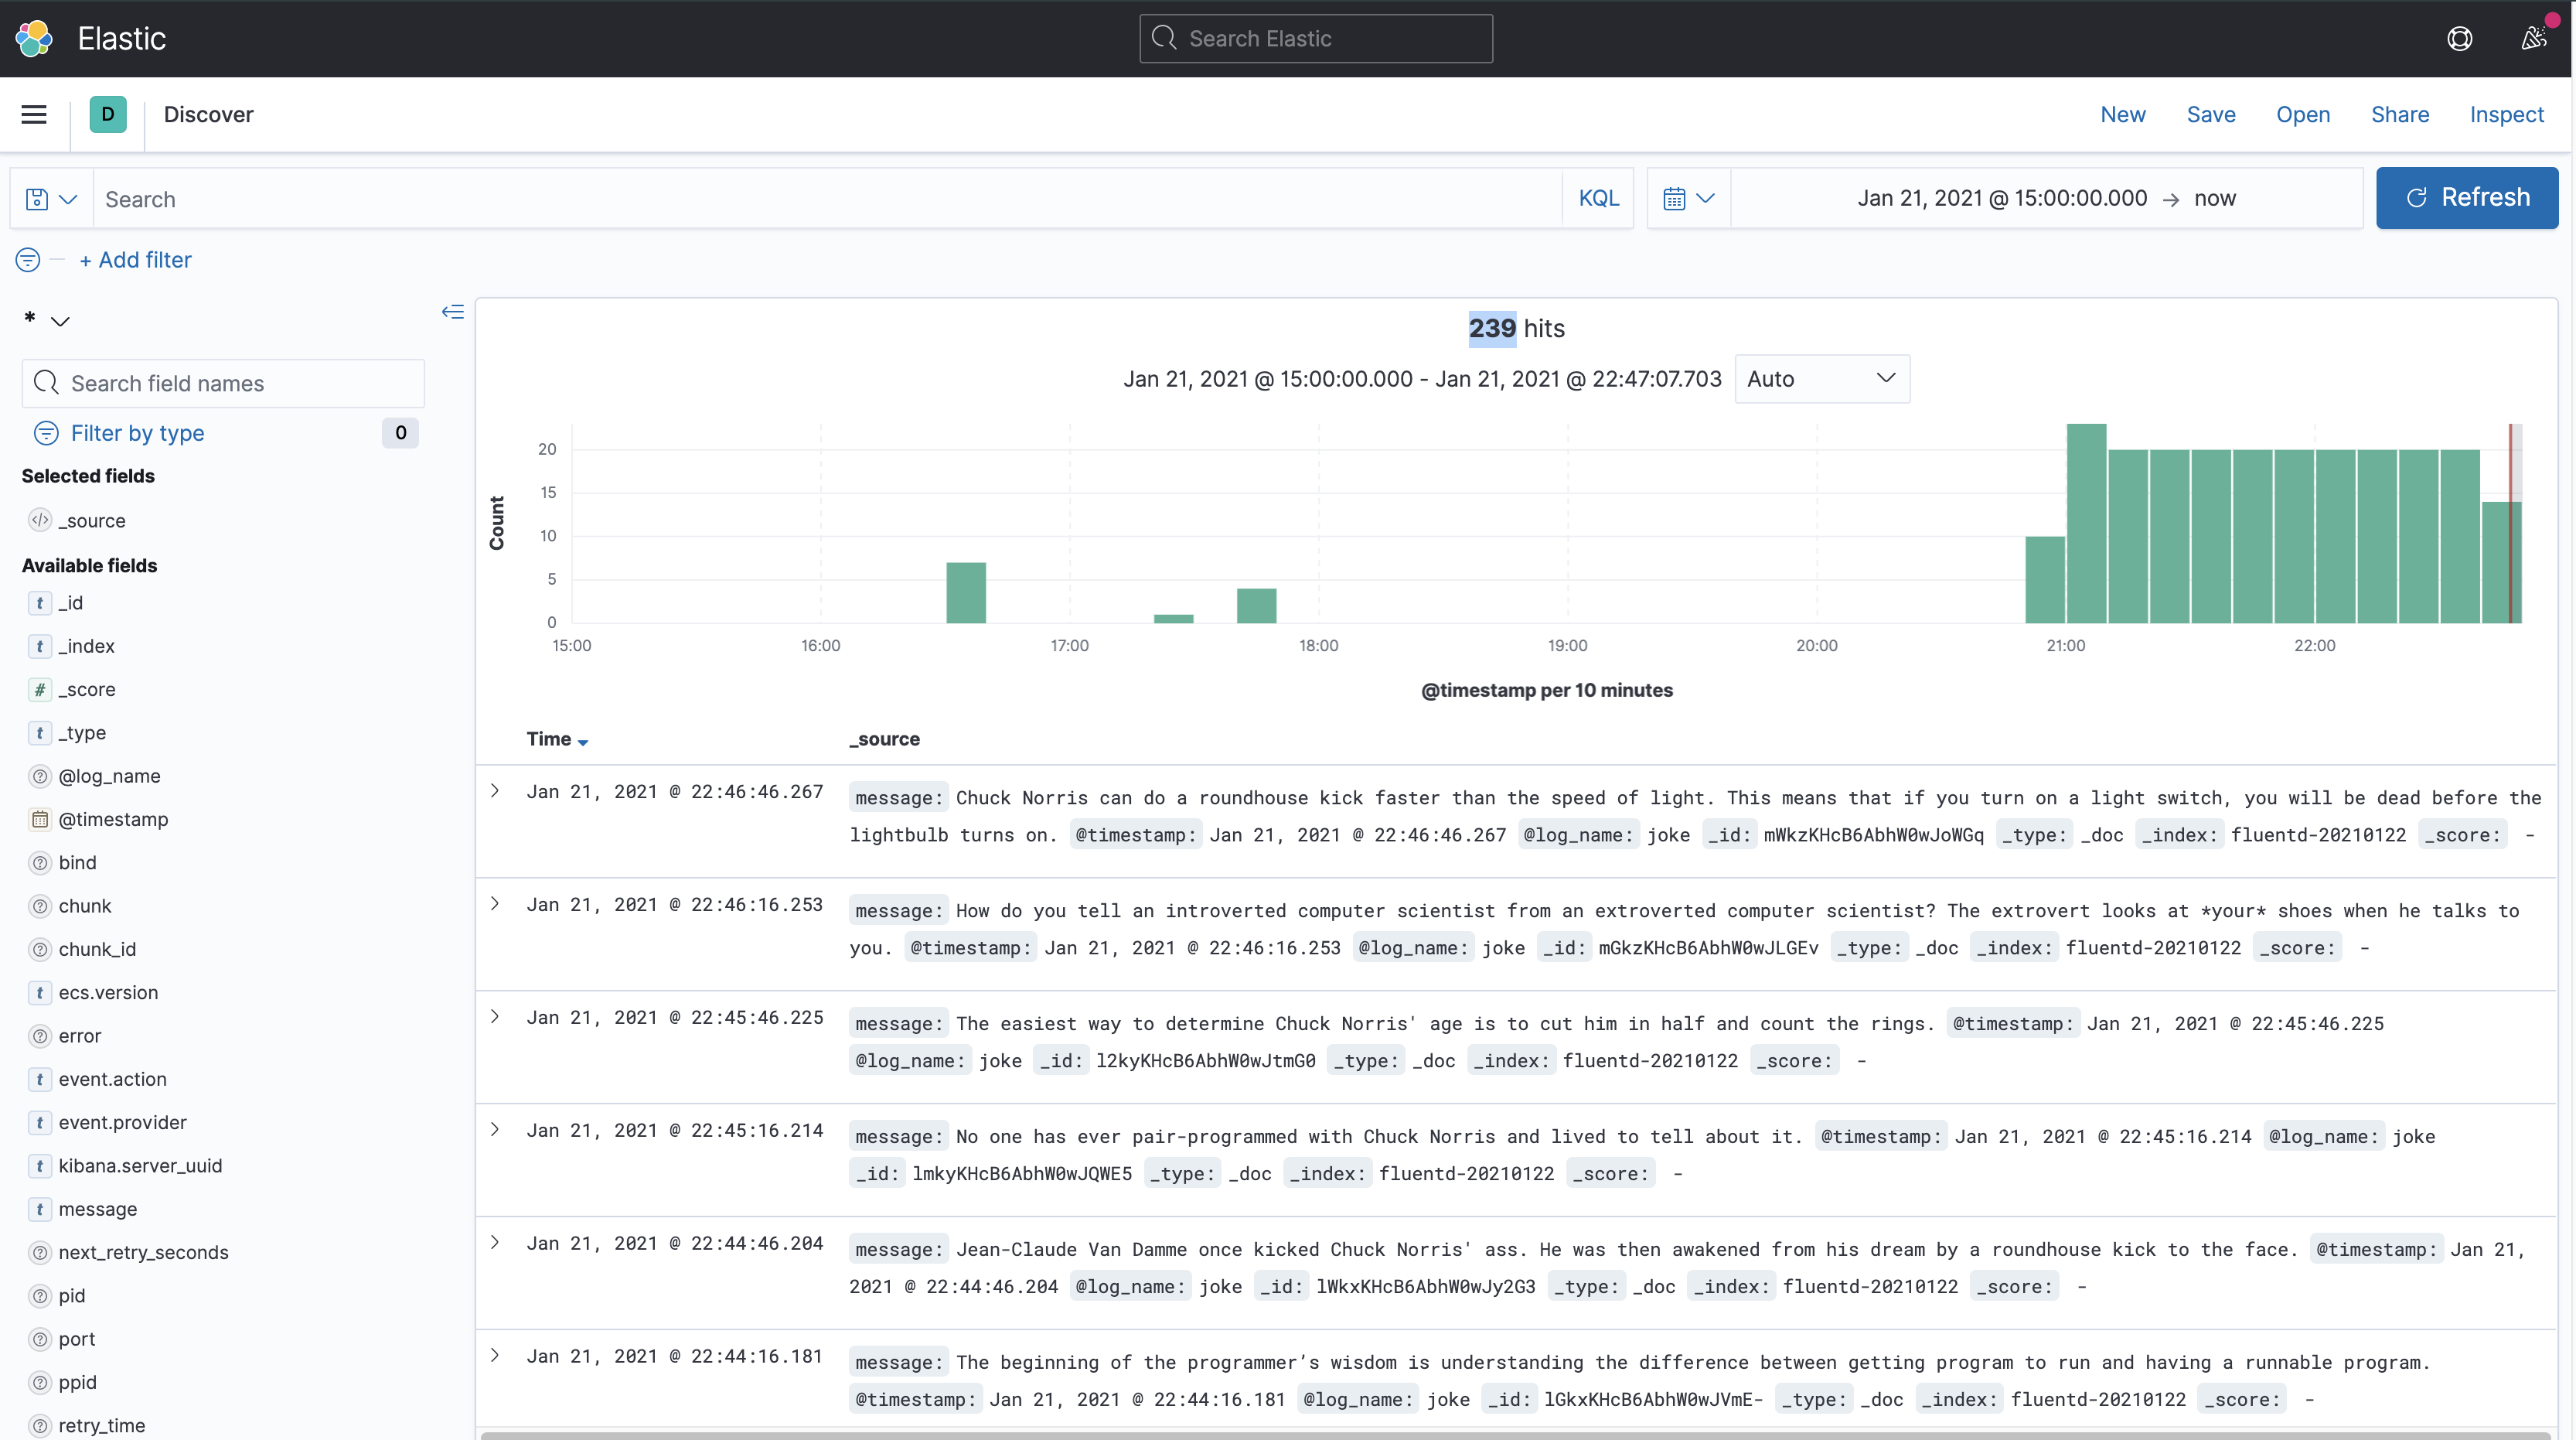 Elastic
Search Elastic
D Discover New Save Open Share Inspect
Search KQL Jan 21, 2021 @ 15:00:00.000 → now Refresh
+ Add filter
*
Search field names
Filter by type 0
Selected fields
_source
Available fields
_id
_index
_score
_type
@log_name
@timestamp
bind
chunk
chunk_id
ecs.version
error
event.action
event.provider
kibana.server_uuid
message
next_retry_seconds
pid
port
ppid
retry_time
239 hits
Jan 21, 2021 @ 15:00:00.000 - Jan 21, 2021 @ 22:47:07.703 Auto
Count
20
15
10
5
0
15:00 16:00 17:00 18:00 19:00 20:00 21:00 22:00
@timestamp per 10 minutes
Time _source
Jan 21, 2021 @ 22:46:46.267 message: Chuck Norris can do a roundhouse kick faster than the speed of light. This means that if you turn on a light switch, you will be dead before the
lightbulb turns on. @timestamp: Jan 21, 2021 @ 22:46:46.267 @log_name: joke _id: mWkzKHcB6AbhW0wJoWGq _type: _doc _index: fluentd-20210122 _score: -
Jan 21, 2021 @ 22:46:16.253 message: How do you tell an introverted computer scientist from an extroverted computer scientist? The extrovert looks at *your* shoes when he talks to
you. @timestamp: Jan 21, 2021 @ 22:46:16.253 @log_name: joke _id: mGkzKHcB6AbhW0wJLGEv _type: _doc _index: fluentd-20210122 _score: -
Jan 21, 2021 @ 22:45:46.225 message: The easiest way to determine Chuck Norris' age is to cut him in half and count the rings. @timestamp: Jan 21, 2021 @ 22:45:46.225
@log_name: joke _id: l2kyKHcB6AbhW0wJtmG0 _type: _doc _index: fluentd-20210122 _score: -
Jan 21, 2021 @ 22:45:16.214 message: No one has ever pair-programmed with Chuck Norris and lived to tell about it. @timestamp: Jan 21, 2021 @ 22:45:16.214 @log_name: joke
_id: lmkyKHcB6AbhW0wJQWE5 _type: _doc _index: fluentd-20210122 _score: -
Jan 21, 2021 @ 22:44:46.204 message: Jean-Claude Van Damme once kicked Chuck Norris' ass. He was then awakened from his dream by a roundhouse kick to the face. @timestamp: Jan 21,
2021 @ 22:44:46.204 @log_name: joke _id: lWkxKHcB6AbhW0wJy2G3 _type: _doc _index: fluentd-20210122 _score: -
Jan 21, 2021 @ 22:44:16.181 message: The beginning of the programmer’s wisdom is understanding the difference between getting program to run and having a runnable program.
@timestamp: Jan 21, 2021 @ 22:44:16.181 @log_name: joke _id: lGkxKHcB6AbhW0wJVmE- _type: _doc _index: fluentd-20210122 _score: -